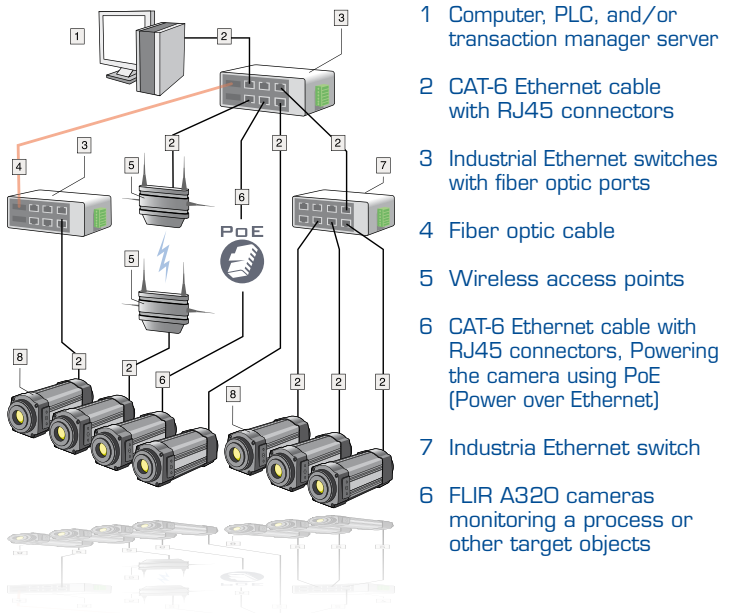 1
2
3
3
2
2
2
4
5
6
7
PoE
5
8
2
2
6
8
2
2
2
1 Computer, PLC, and/or
transaction manager server
2 CAT-6 Ethernet cable
with RJ45 connectors
3 Industrial Ethernet switches
with fiber optic ports
4 Fiber optic cable
5 Wireless access points
6 CAT-6 Ethernet cable with
RJ45 connectors, Powering
the camera using PoE
(Power over Ethernet)
7 Industria Ethernet switch
6 FLIR A320 cameras
monitoring a process or
other target objects